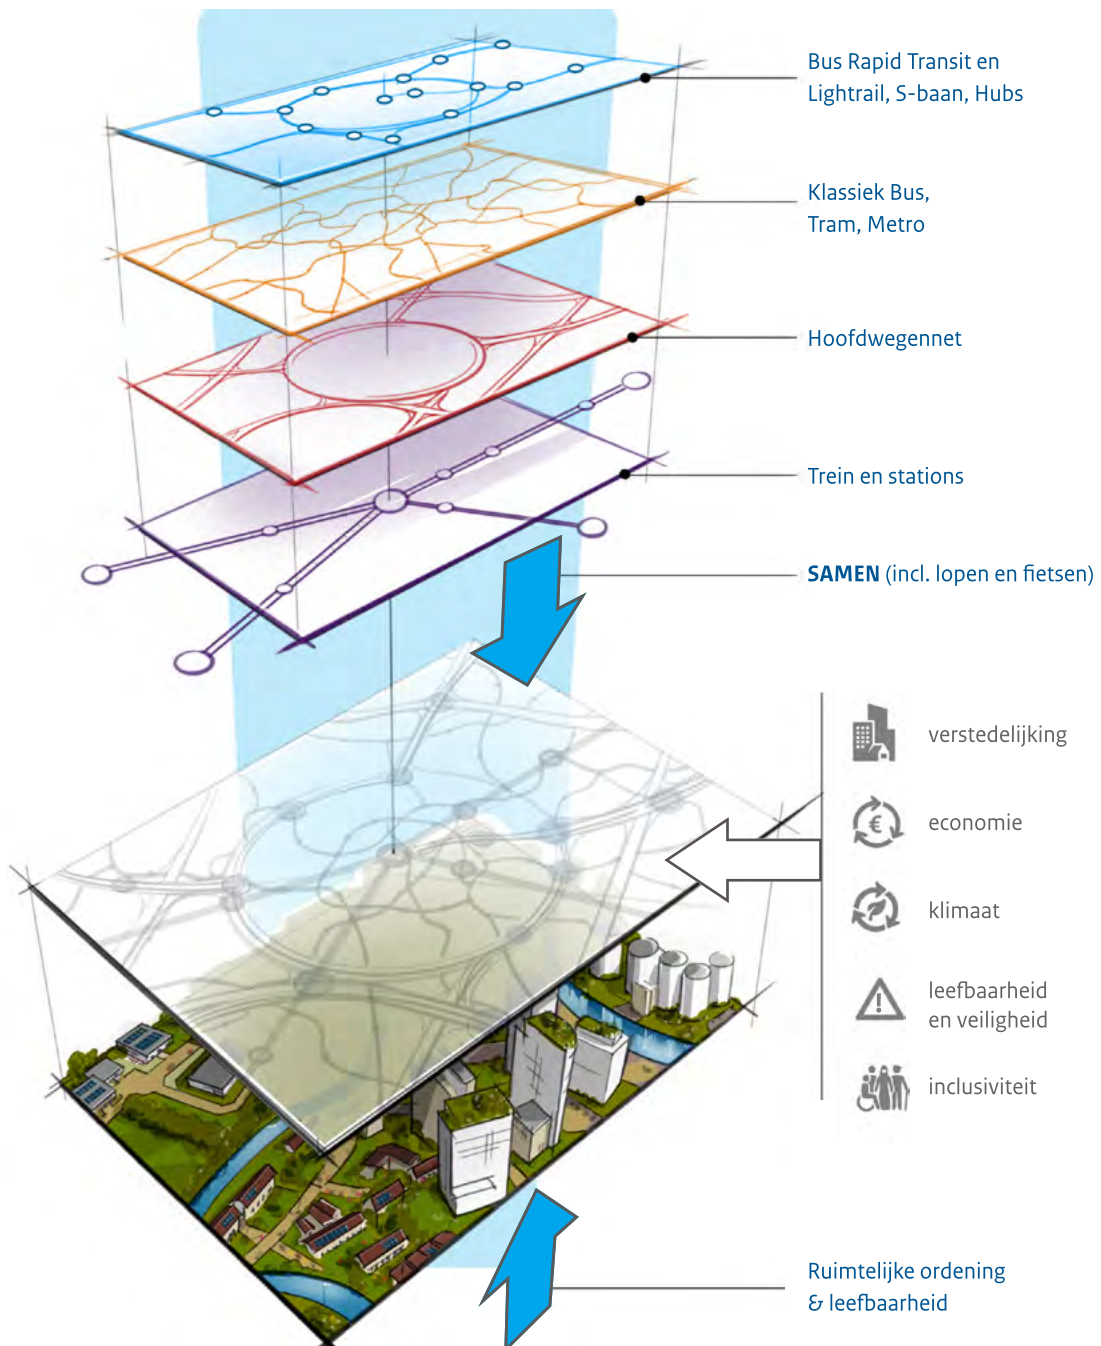 Bus Rapid Transit en
Lightrail, S-baan, Hubs
Klassiek Bus,
Tram, Metro
Hoofdwegennet
Trein en stations
SAMEN (incl. lopen en fietsen)
verstedelijking
€
economie
klimaat
!
leefbaarheid
en veiligheid
inclusiviteit
Ruimtelijke ordening
& leefbaarheid